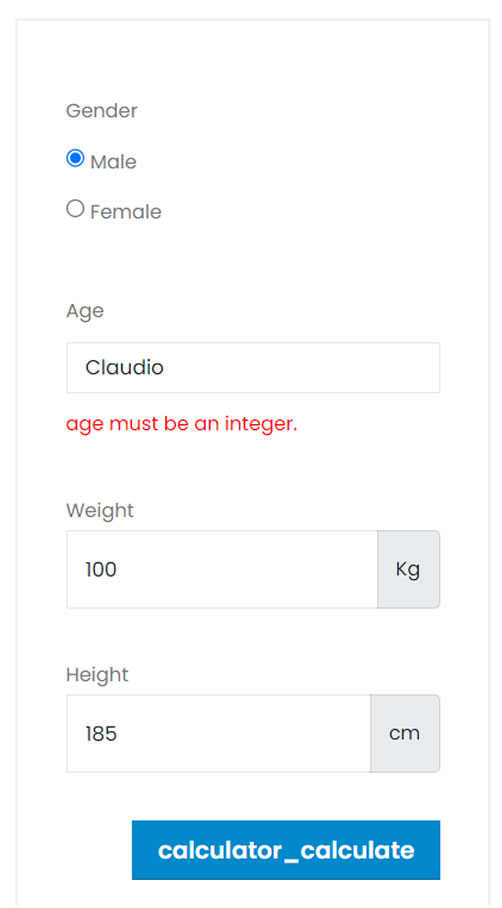 Gender
Male
Female
Age
Claudio
age must be an integer.
Weight
100 Kg
Height
185 cm
calculator_calculate